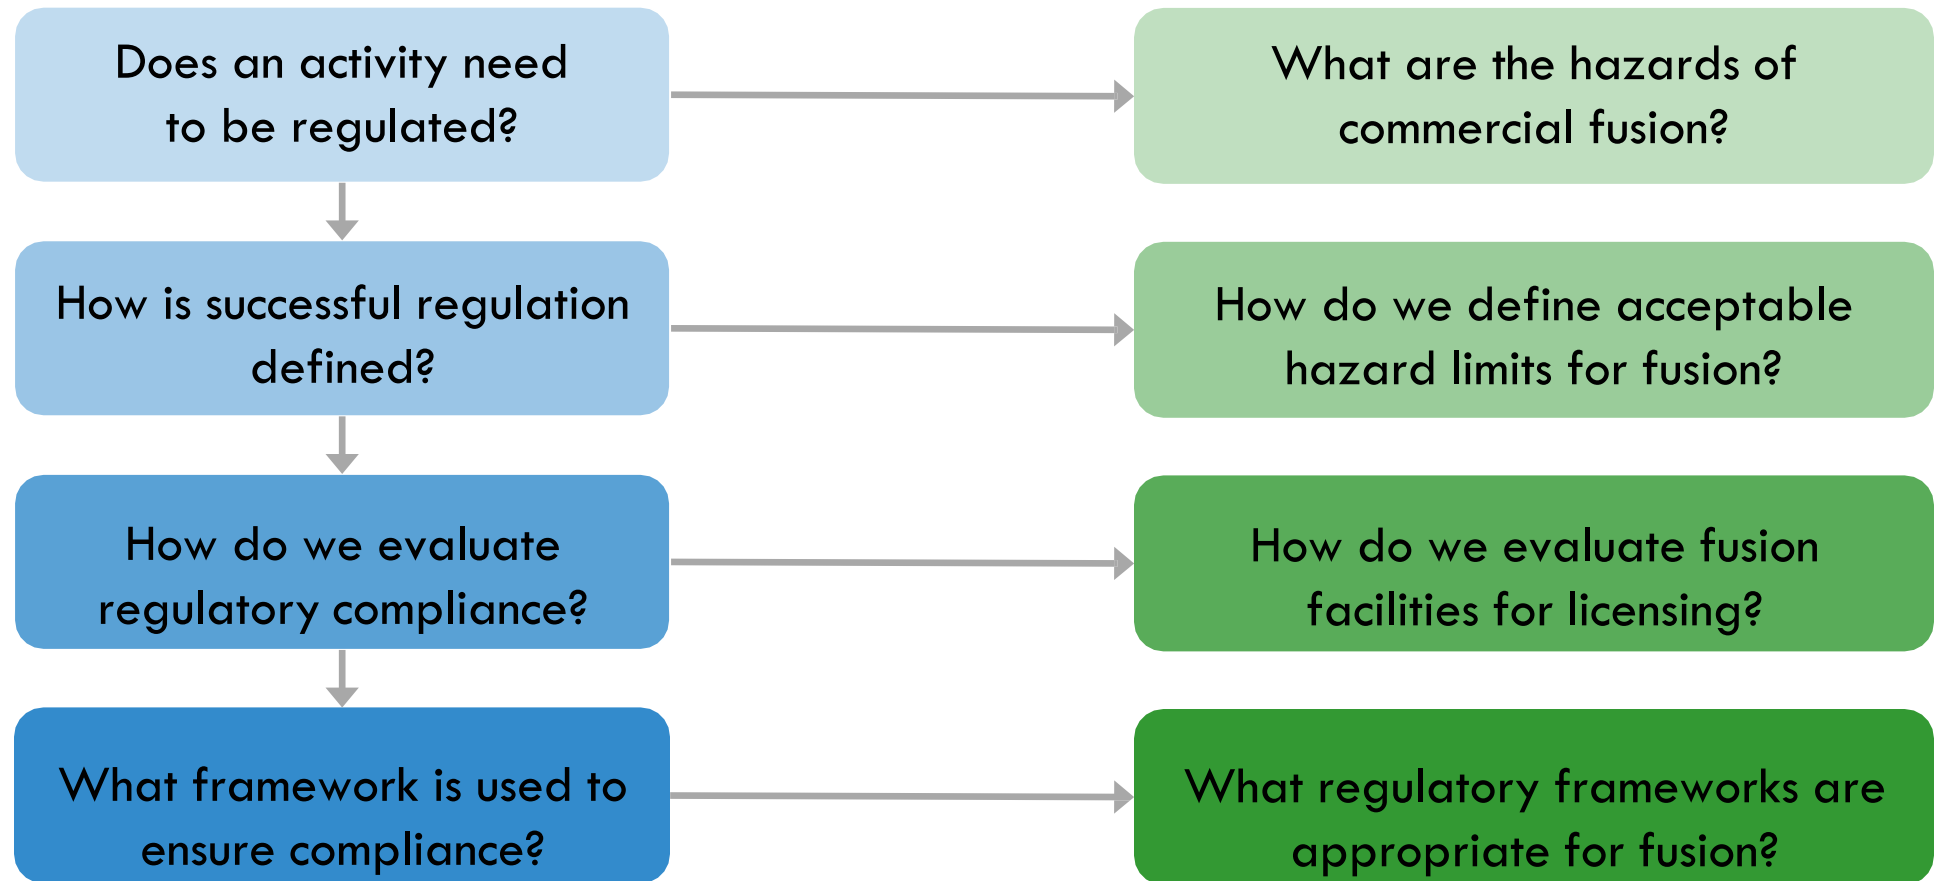 Does an activity need
to be regulated?
What are the hazards of
commercial fusion?
How is successful regulation
defined?
How do we define acceptable
hazard limits for fusion?
How do we evaluate
regulatory compliance?
How do we evaluate fusion
facilities for licensing?
What framework is used to
ensure compliance?
What regulatory frameworks are
appropriate for fusion?